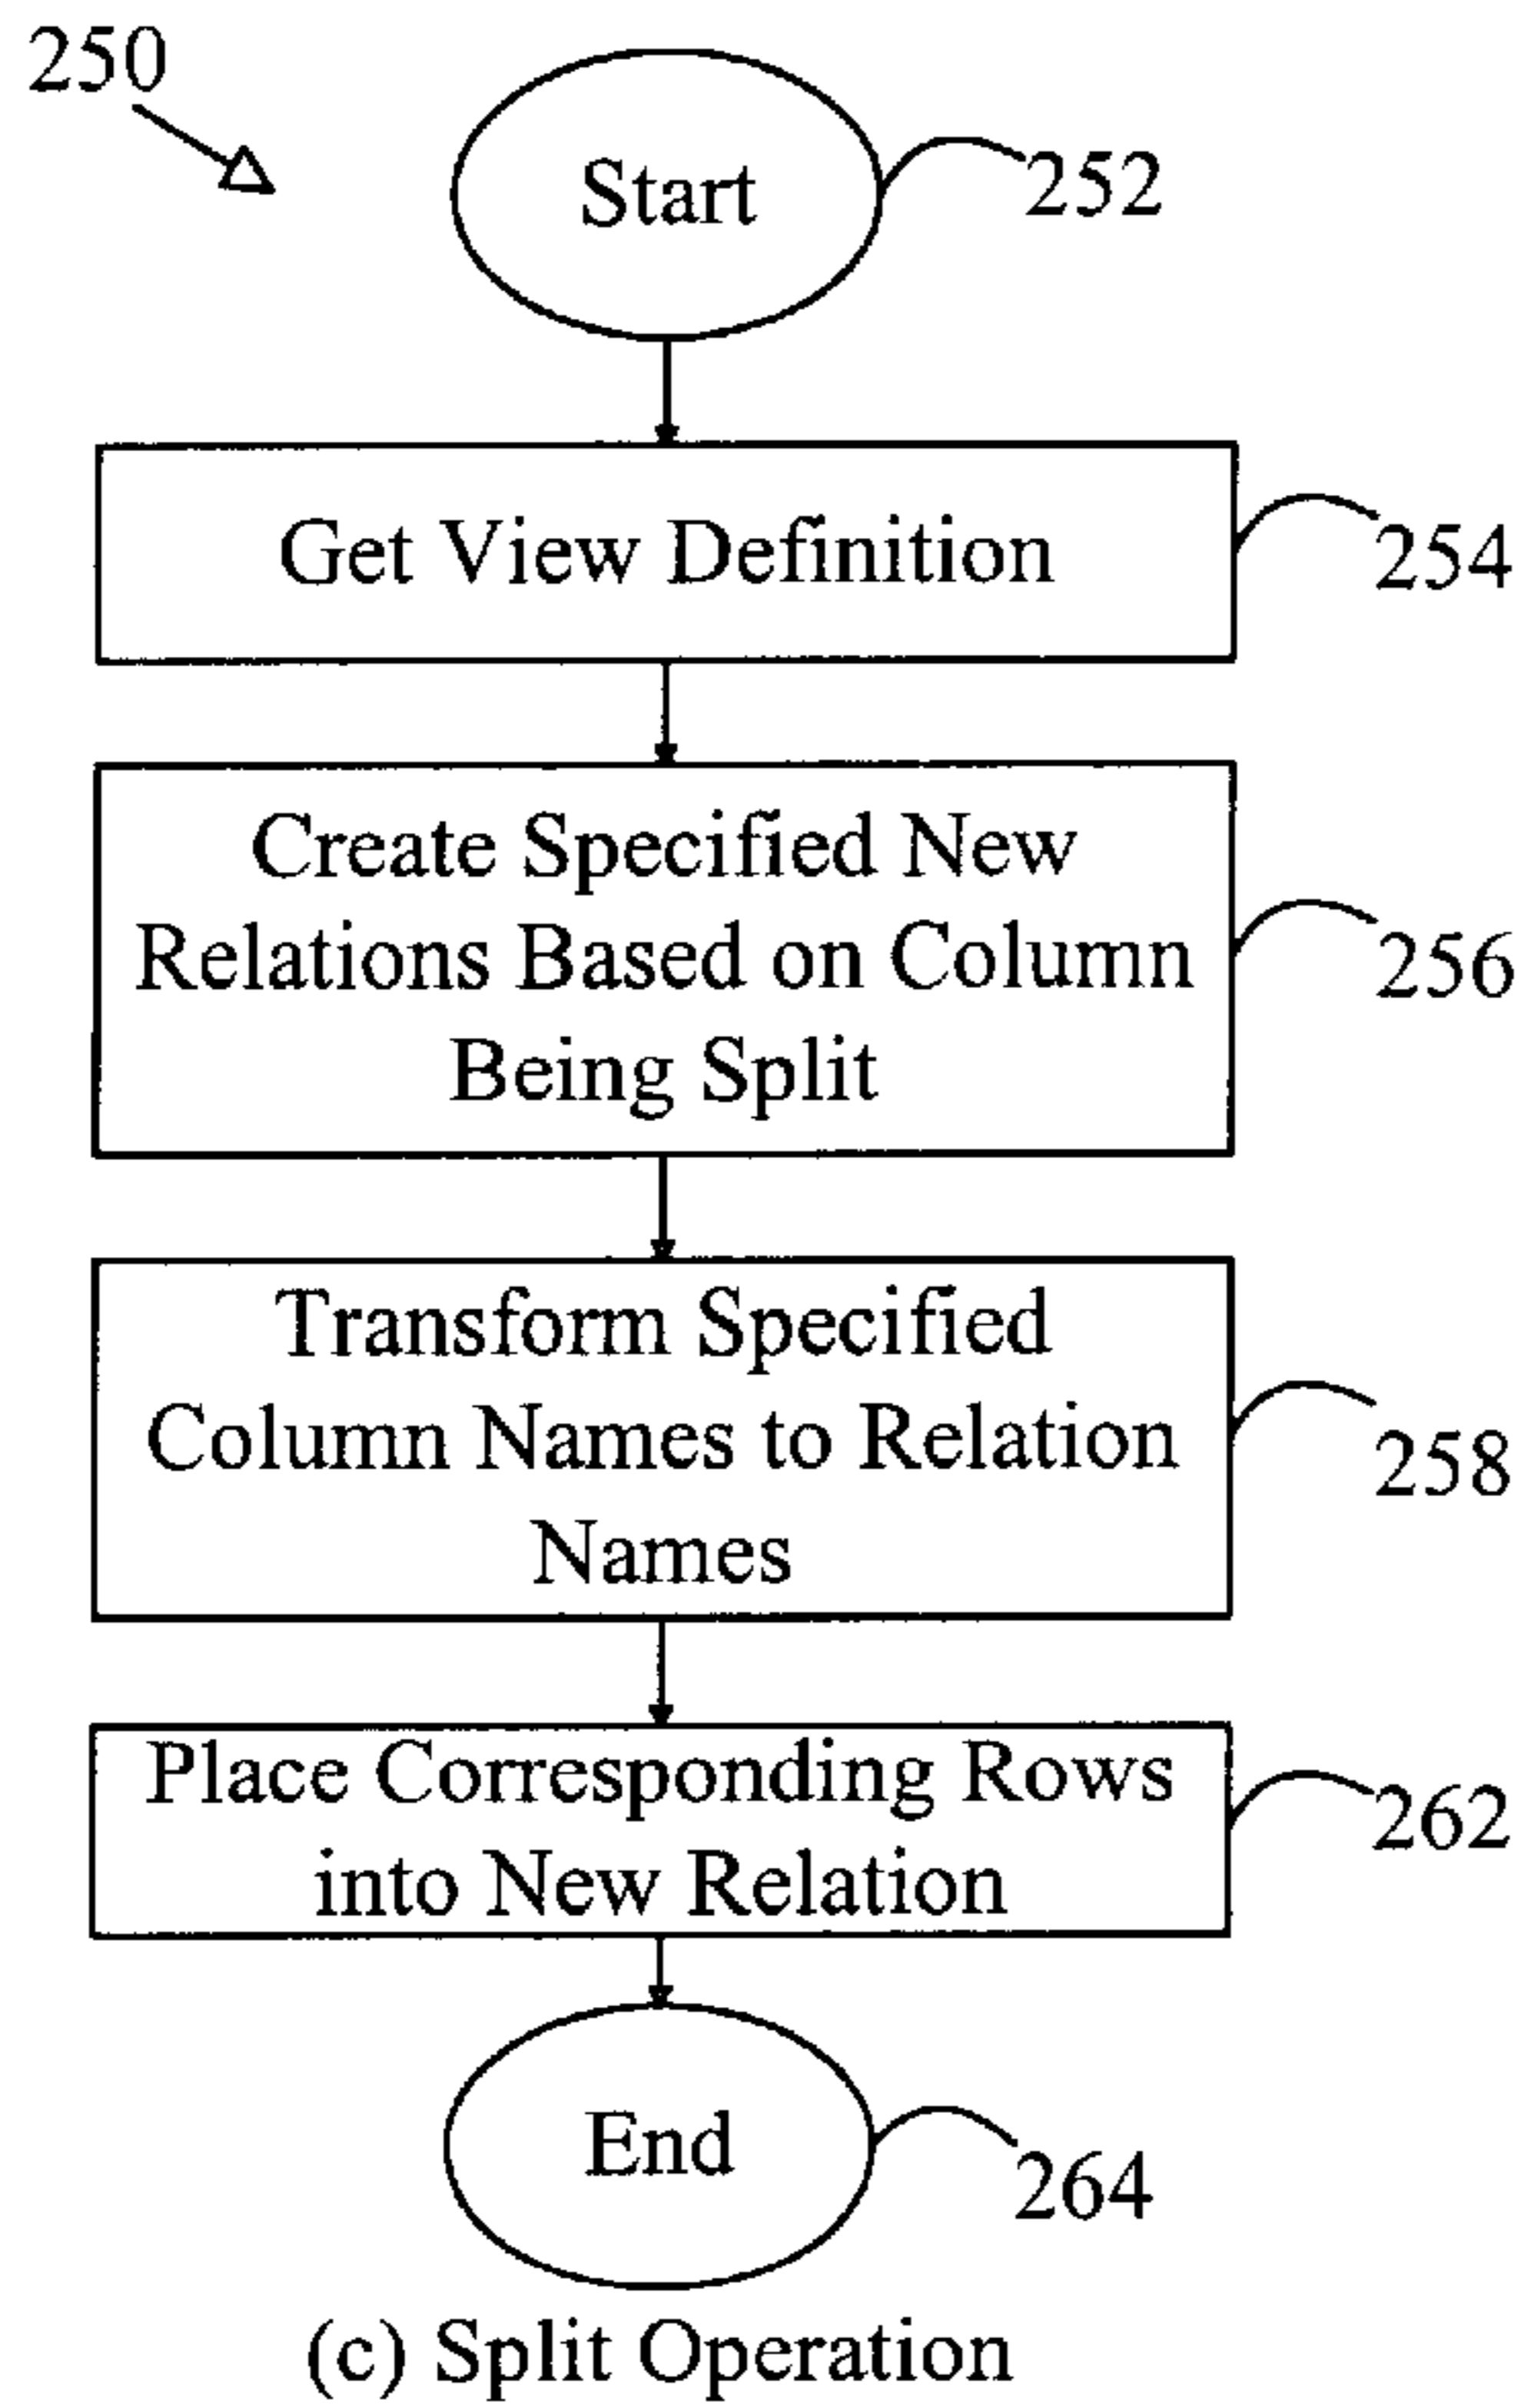 250
Start
252
Get View Definition
254
Create Specified New
Relations Based on Column
Being Split
256
Transform Specified
Column Names to Relation
Names
258
Place Corresponding Rows
into New Relation
262
End
264
(c) Split Operation